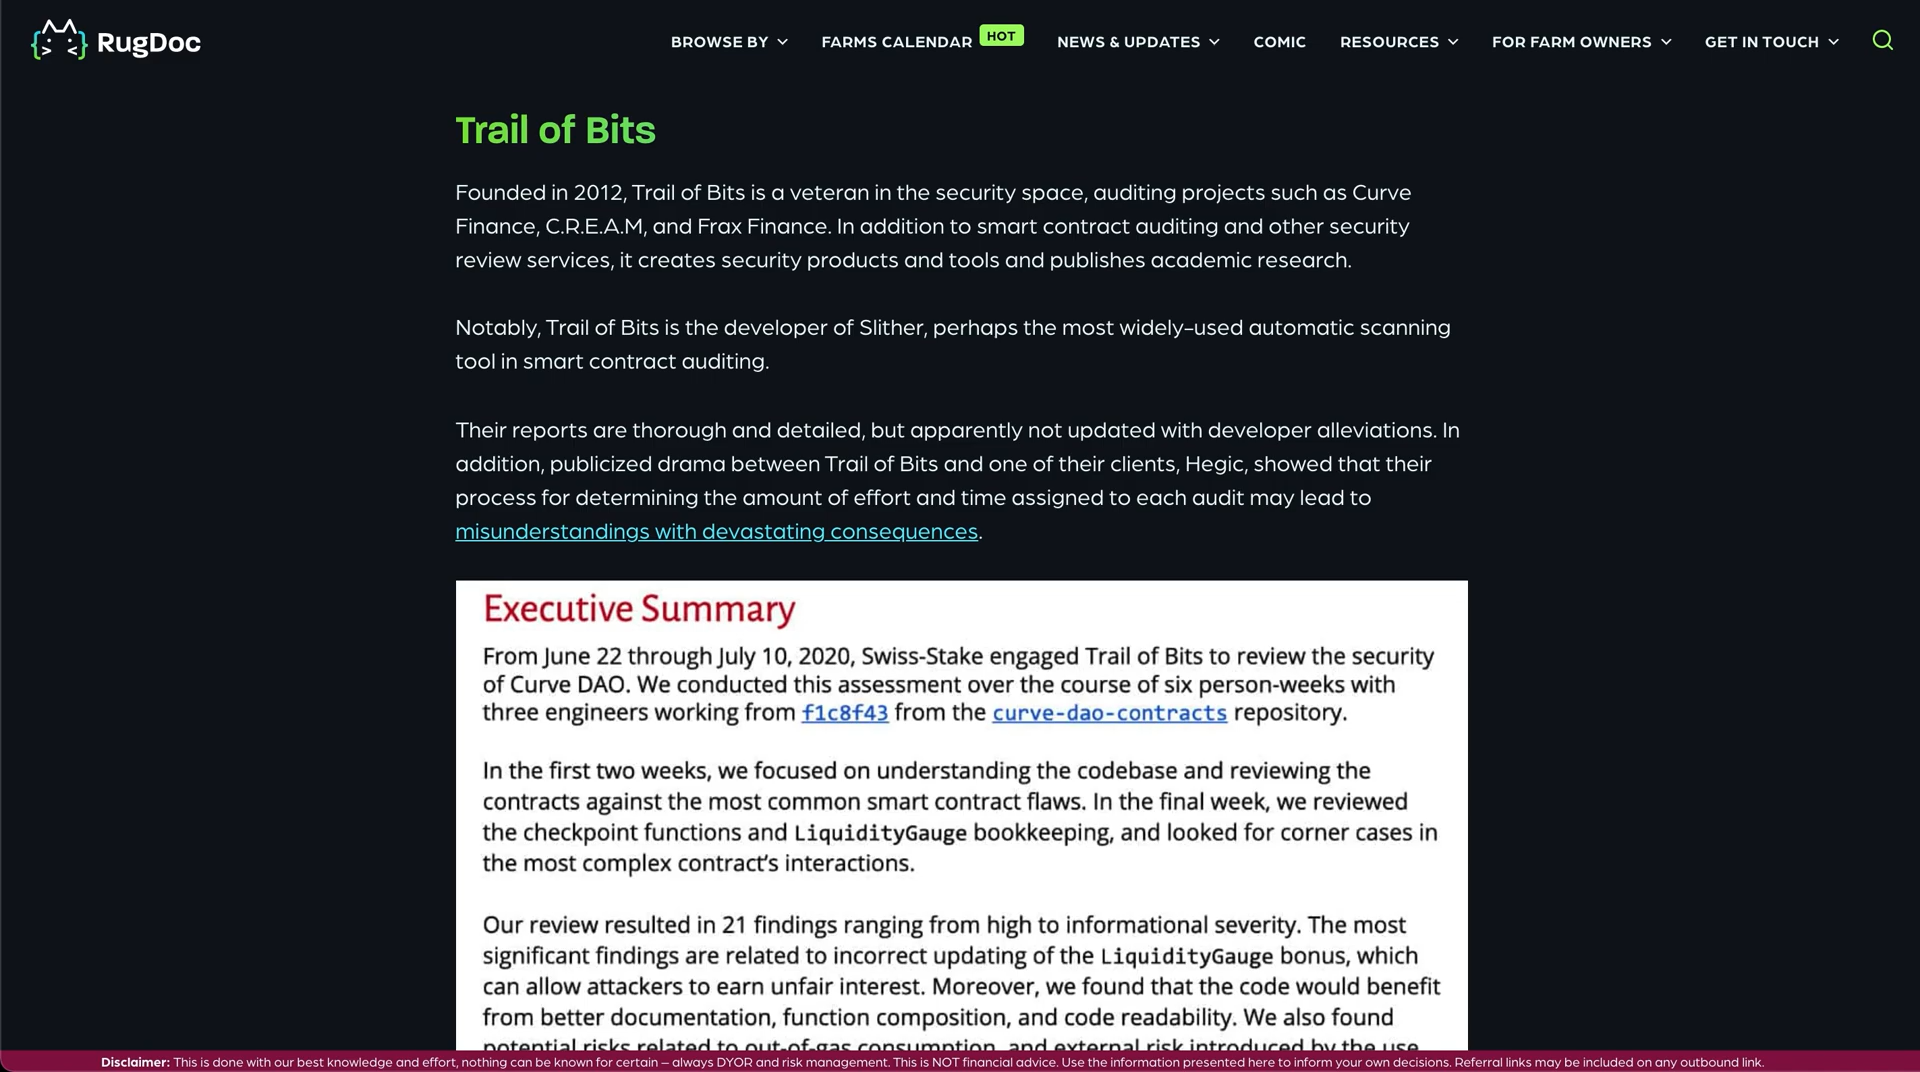 RugDoc
BROWSE BY
FARMS CALENDAR
HOT
NEWS & UPDATES
COMIC
RESOURCES
FOR FARM OWNERS
GET IN TOUCH
Trail of Bits
Founded in 2012, Trail of Bits is a veteran in the security space, auditing projects such as Curve
Finance, C.R.E.A.M, and Frax Finance. In addition to smart contract auditing and other security
review services, it creates security products and tools and publishes academic research.
Notably, Trail of Bits is the developer of Slither, perhaps the most widely-used automatic scanning
tool in smart contract auditing.
Their reports are thorough and detailed, but apparently not updated with developer alleviations. In
addition, publicized drama between Trail of Bits and one of their clients, Hegic, showed that their
process for determining the amount of effort and time assigned to each audit may lead to
misunderstandings with devastating consequences.
Executive Summary
From June 22 through July 10, 2020, Swiss-Stake engaged Trail of Bits to review the security
of Curve DAO. We conducted this assessment over the course of six person-weeks with
three engineers working from f1c8f43 from the curve-dao-contracts repository.
In the first two weeks, we focused on understanding the codebase and reviewing the
contracts against the most common smart contract flaws. In the final week, we reviewed
the checkpoint functions and LiquidityGauge bookkeeping, and looked for corner cases in
the most complex contract's interactions.
Our review resulted in 21 findings ranging from high to informational severity. The most
significant findings are related to incorrect updating of the LiquidityGauge bonus, which
can allow attackers to earn unfair interest. Moreover, we found that the code would benefit
from better documentation, function composition, and code readability. We also found
potential risks related to out-of-gas consumption, and external risk introduced by the use
Disclaimer: This is done with our best knowledge and effort, nothing can be known for certain – always DYOR and risk management. This is NOT financial advice. Use the information presented here to inform your own decisions. Referral links may be included on any outbound link.